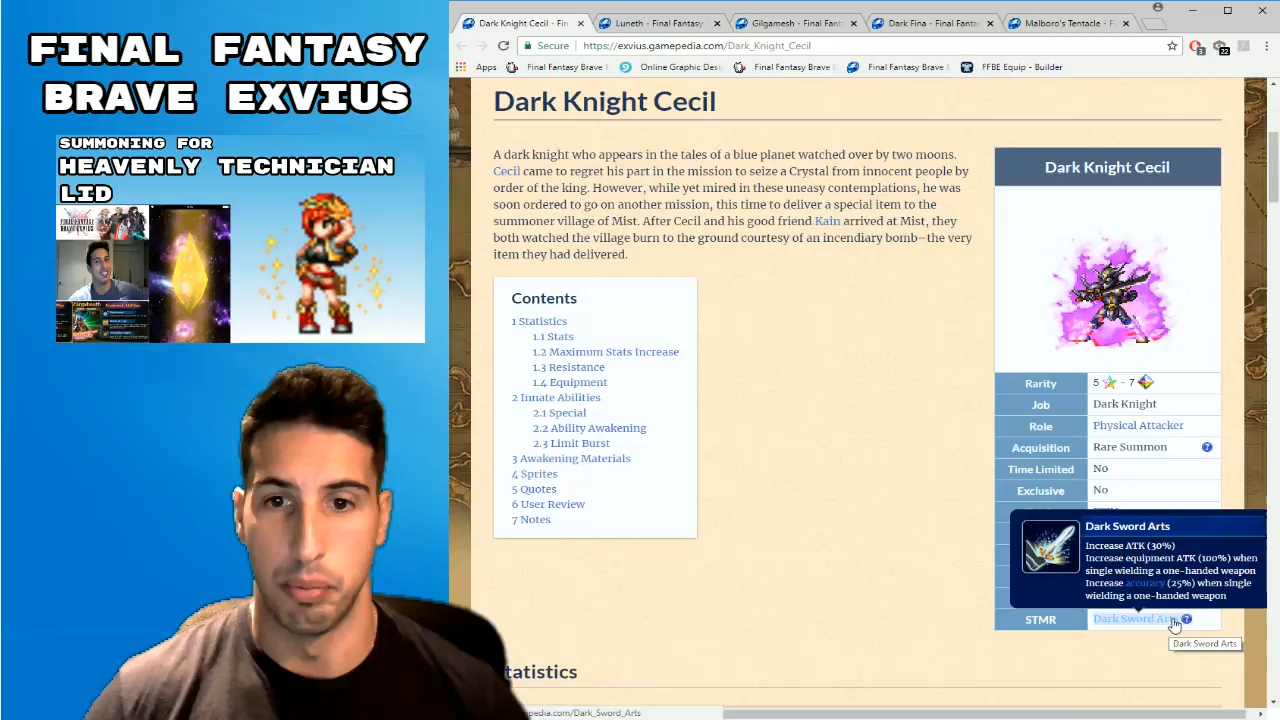 FINAL FANTASY
BRAVE EXVIUS
SUMMONING FOR
HEAVENLY TECHNICIAN
LID
Dark Knight Cecil - Fin
Luneth - Final Fantasy
Gilgamesh - Final Fant
Dark Fina - Final Fanta
Malboro's Tentacle - F
Secure
https://exvius.gamepedia.com/Dark_Knight_Cecil
Apps
Final Fantasy Brave E
Online Graphic Desi
Final Fantasy Brave
Final Fantasy Brave E
FFBE Equip - Builder
Dark Knight Cecil
A dark knight who appears in the tales of a blue planet watched over by two moons.
Cecil came to regret his part in the mission to seize a Crystal from innocent people by
order of the king. However, while yet mired in these uneasy contemplations, he was
soon ordered to go on another mission, this time to deliver a special item to the
summoner village of Mist. After Cecil and his good friend Kain arrived at Mist, they
both watched the village burn to the ground courtesy of an incendiary bomb–the very
item they had delivered.
Contents
1 Statistics
1.1 Stats
1.2 Maximum Stats Increase
1.3 Resistance
1.4 Equipment
2 Innate Abilities
2.1 Special
2.2 Ability Awakening
2.3 Limit Burst
3 Awakening Materials
4 Sprites
5 Quotes
6 User Review
7 Notes
Dark Knight Cecil
Rarity 5 - 7
Job Dark Knight
Role Physical Attacker
Acquisition Rare Summon ?
Time Limited No
Exclusive No
Dark Sword Arts
Increase ATK (30%)
Increase equipment ATK (100%) when
single wielding a one-handed weapon
Increase accuracy (25%) when single
wielding a one-handed weapon
STMR Dark Sword Arts ?
Dark Sword Arts
tatistics
pedia.com/Dark_Sword_Arts